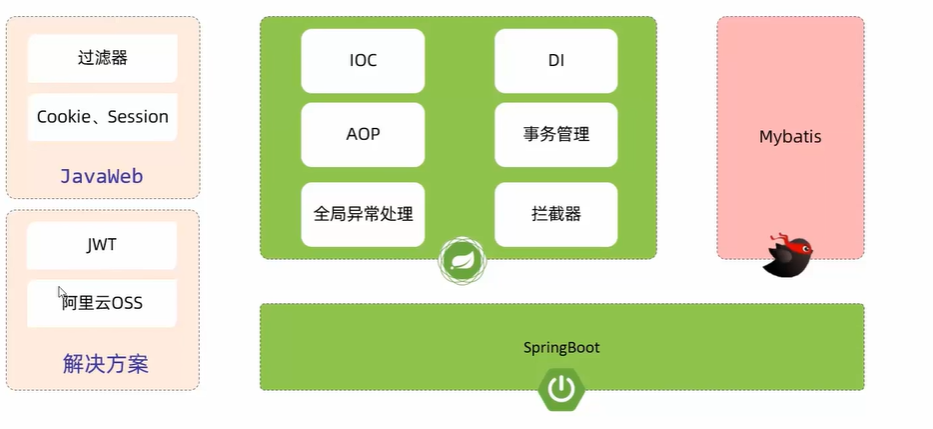 过滤器
Cookie、Session
JavaWeb
JWT
阿里云OSS
解决方案
IOC
DI
AOP
事务管理
全局异常处理
拦截器
Mybatis
SpringBoot